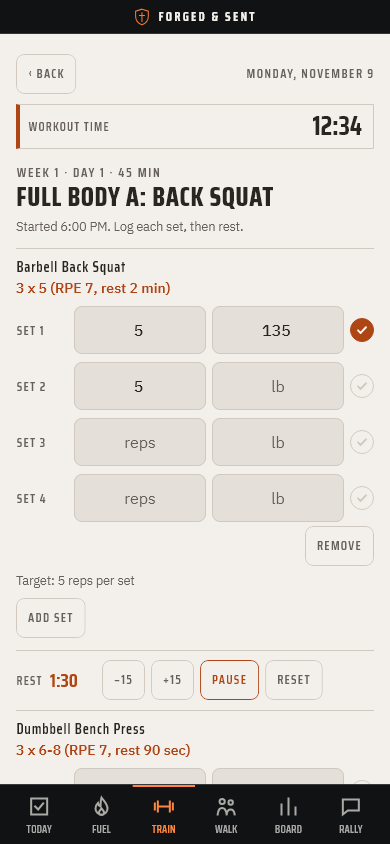 FORGED & SENT
‹ BACK
MONDAY, NOVEMBER 9
WORKOUT TIME
12:34
WEEK 1 · DAY 1 · 45 MIN
FULL BODY A: BACK SQUAT
Started 6:00 PM. Log each set, then rest.
Barbell Back Squat
3 x 5 (RPE 7, rest 2 min)
SET 1 5 135
SET 2 5 lb
SET 3 reps lb
SET 4 reps lb
REMOVE
Target: 5 reps per set
ADD SET
REST 1:30 −15 +15 PAUSE RESET
Dumbbell Bench Press
3 x 6-8 (RPE 7, rest 90 sec)
TODAY FUEL TRAIN WALK BOARD RALLY